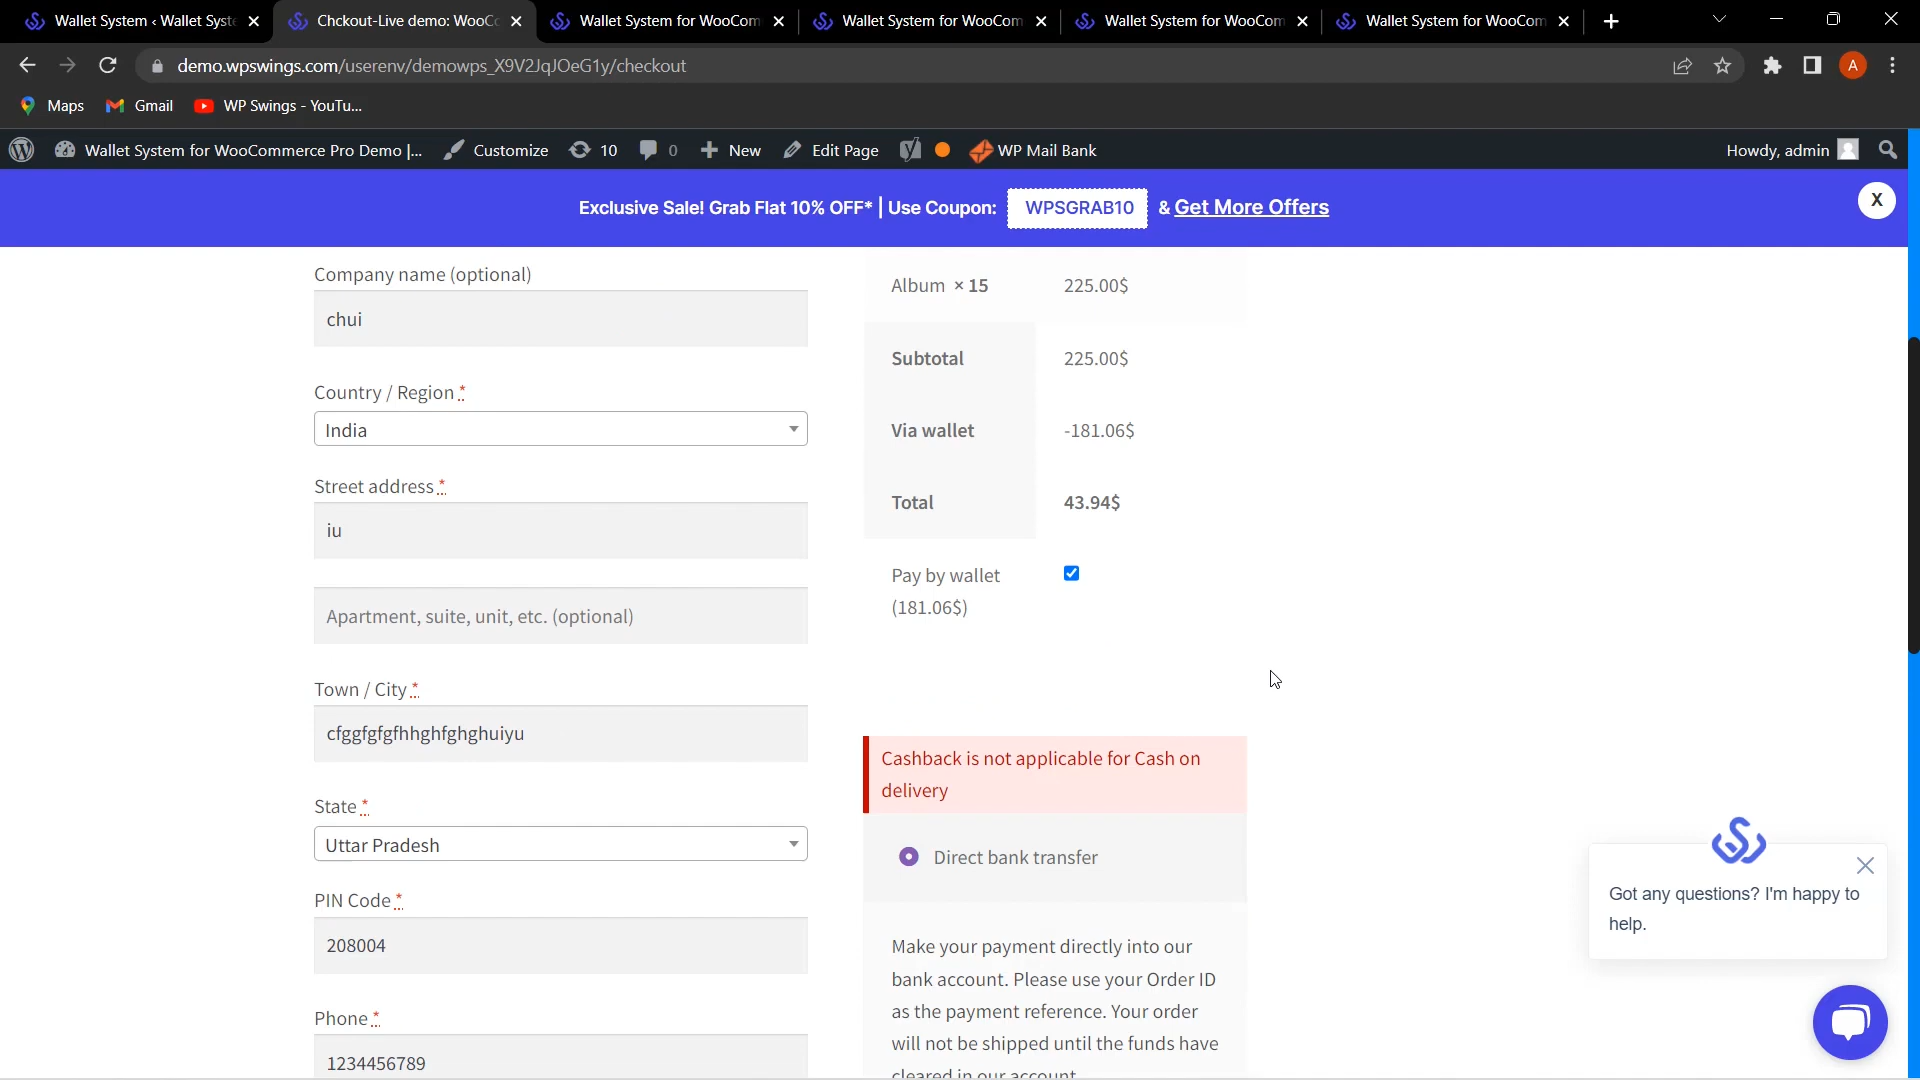 Wallet System ‹ Wallet Syst
Chckout-Live demo: WooC
Wallet System for WooCom
Wallet System for WooCom
Wallet System for WooCom
Wallet System for WooCom
demo.wpswings.com/userenv/demowps_X9V2JqJOeG1y/checkout
A
Maps
Gmail
WP Swings - YouTu...
Wallet System for WooCommerce Pro Demo |...
Customize
10
0
New
Edit Page
WP Mail Bank
Howdy, admin
Exclusive Sale! Grab Flat 10% OFF* | Use Coupon: WPSGRAB10 & Get More Offers
X
Company name (optional)
chui
Country / Region *
India
Street address *
iu
Apartment, suite, unit, etc. (optional)
Town / City *
cfggfgfgfhhghfghghuiyu
State *
Uttar Pradesh
PIN Code *
208004
Phone *
1234456789
Album × 15 225.00$
Subtotal 225.00$
Via wallet -181.06$
Total 43.94$
Pay by wallet
(181.06$)
Cashback is not applicable for Cash on
delivery
Direct bank transfer
Make your payment directly into our
bank account. Please use your Order ID
as the payment reference. Your order
will not be shipped until the funds have
cleared in our account
Got any questions? I'm happy to
help.